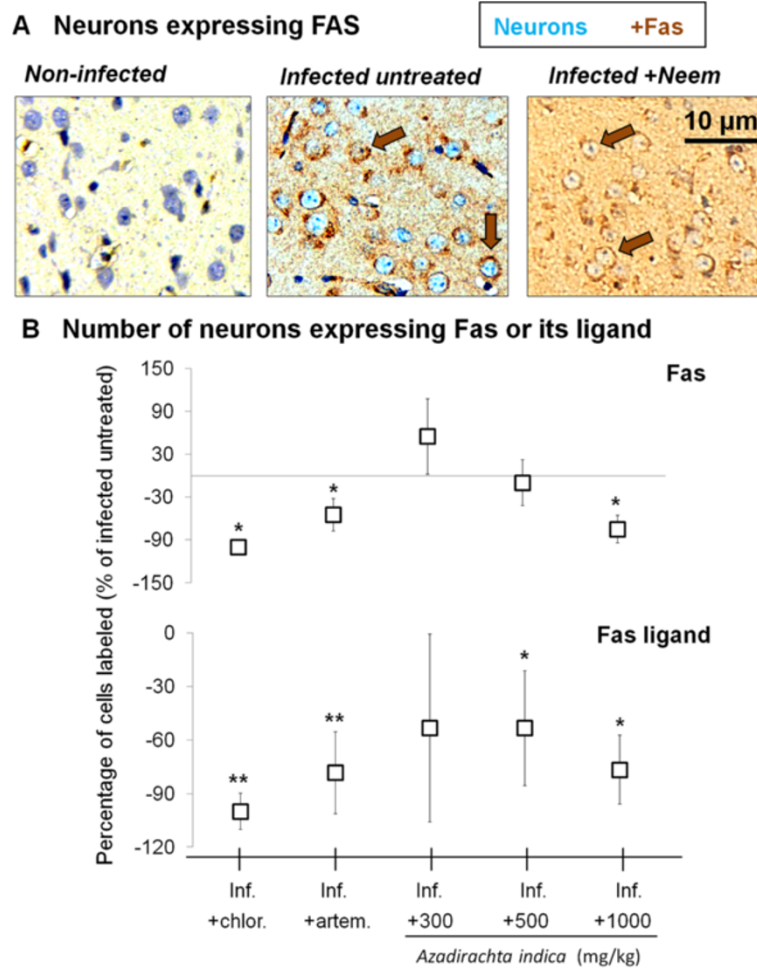 A Neurons expressing FAS
Neurons +Fas
Non-infected Infected untreated Infected +Neem
10 µm
B Number of neurons expressing Fas or its ligand
Percentage of cells labeled (% of infected untreated)
Fas
150
90
30
-30
-90
-150
* * *
Fas ligand
0
-30
-60
-90
-120
** ** * *
Inf. Inf. Inf. Inf. Inf.
+chlor. +artem. +300 +500 +1000
Azadirachta indica (mg/kg)